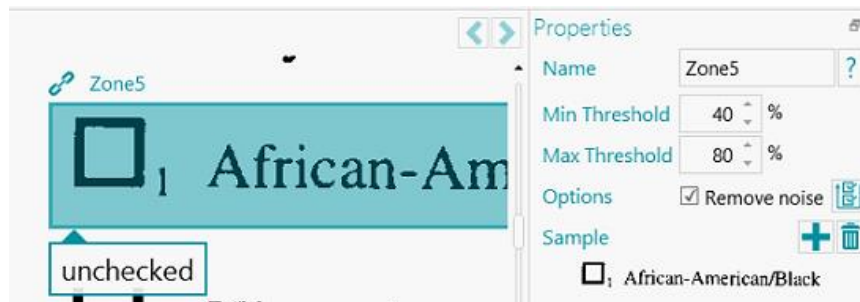 Zone5
1 African-Am
unchecked
Properties
Name Zone5 ?
Min Threshold 40 %
Max Threshold 80 %
Options Remove noise
Sample
1 African-American/Black